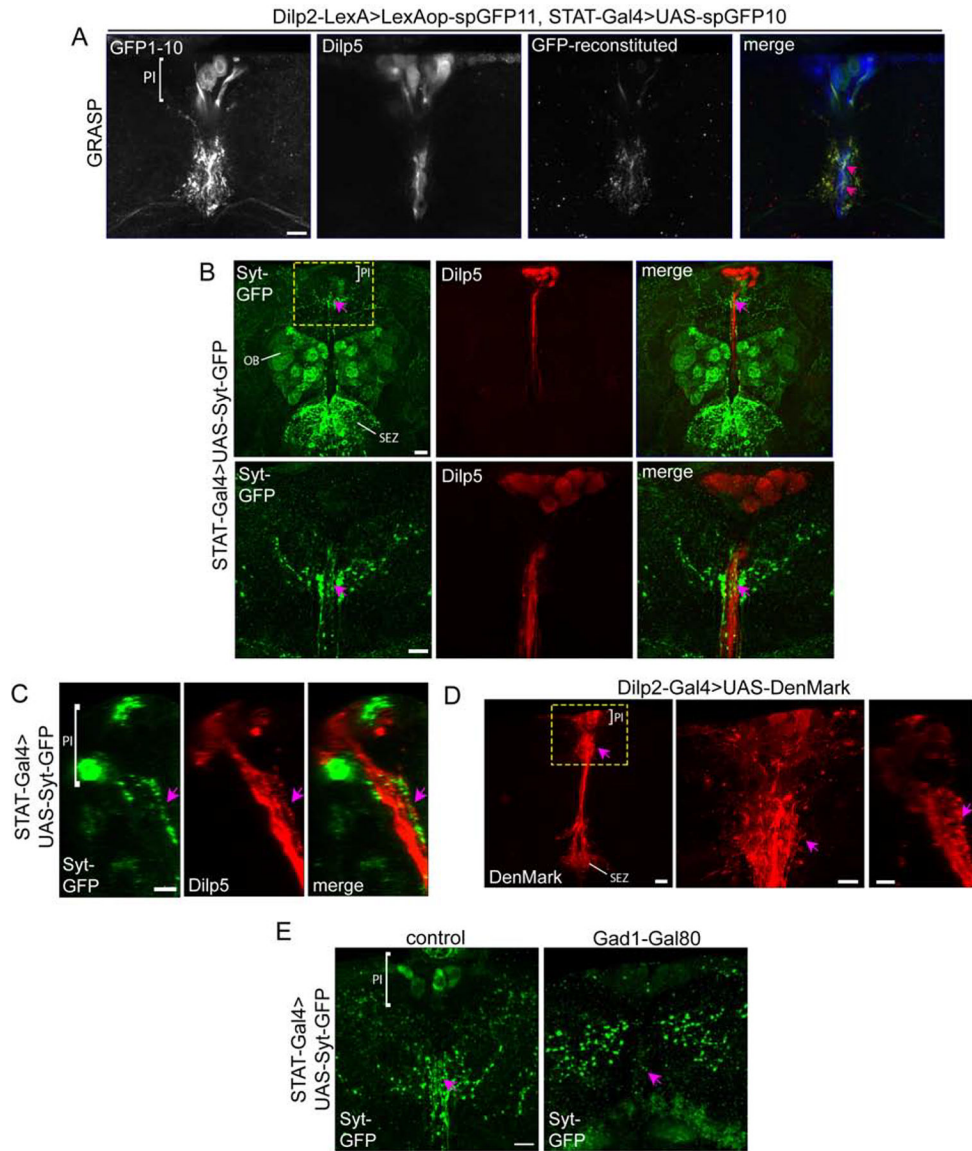 Dilp2-LexA>LexAop-spGFP11, STAT-Gal4>UAS-spGFP10
A
GFP1-10
Dilp5
GFP-reconstituted
merge
PI
GRASP
B
Syt-
GFP
PI
Dilp5
merge
OB
SEZ
STAT-Gal4>UAS-Syt-GFP
Syt-
GFP
Dilp5
merge
C
STAT-Gal4>
UAS-Syt-GFP
PI
Syt-
GFP
Dilp5
merge
D
Dilp2-Gal4>UAS-DenMark
PI
DenMark
SEZ
E
control
Gad1-Gal80
STAT-Gal4>
UAS-Syt-GFP
PI
Syt-
GFP
Syt-
GFP